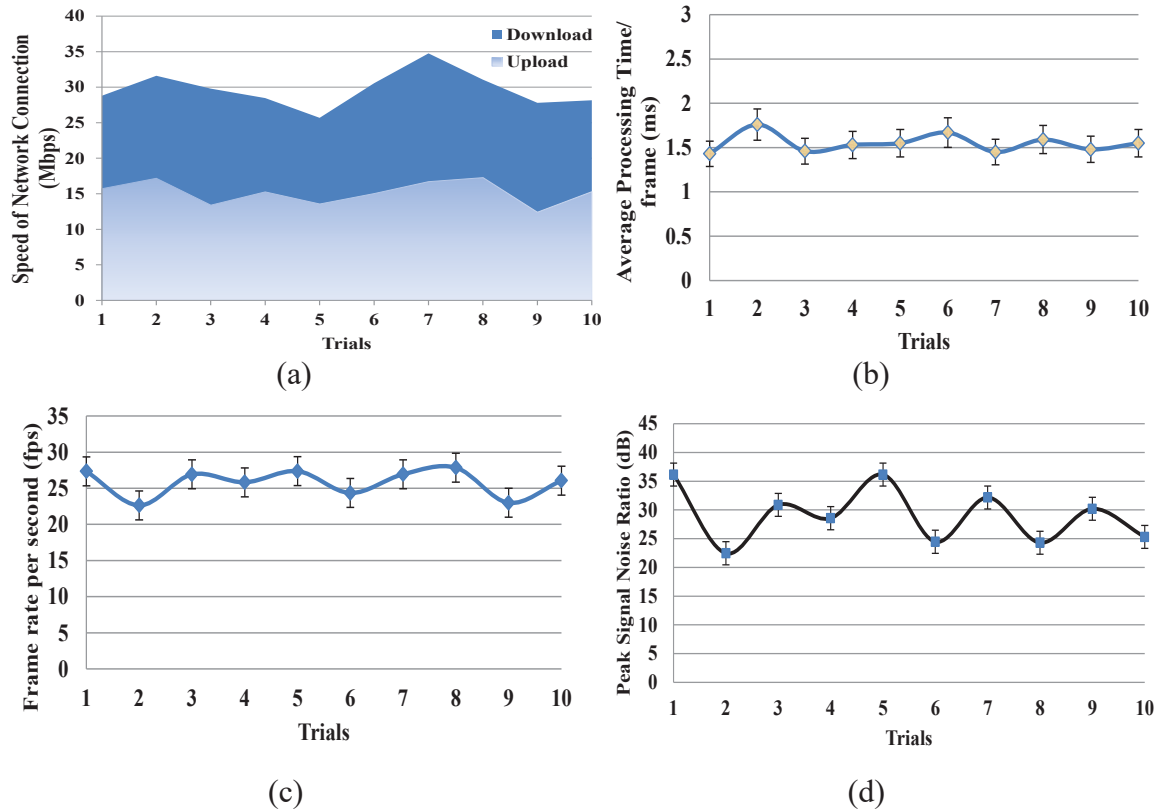 Speed of Network Connection
(Mbps)
40
35
30
25
20
15
10
5
0
Download
Upload
1 2 3 4 5 6 7 8 9 10
Trials
(a)
Average Processing Time/
frame (ms)
3
2.5
2
1.5
1
0.5
0
1 2 3 4 5 6 7 8 9 10
Trials
(b)
Frame rate per second (fps)
35
30
25
20
15
10
5
0
1 2 3 4 5 6 7 8 9 10
Trials
(c)
Peak Signal Noise Ratio (dB)
45
40
35
30
25
20
15
10
5
0
1 2 3 4 5 6 7 8 9 10
Trials
(d)